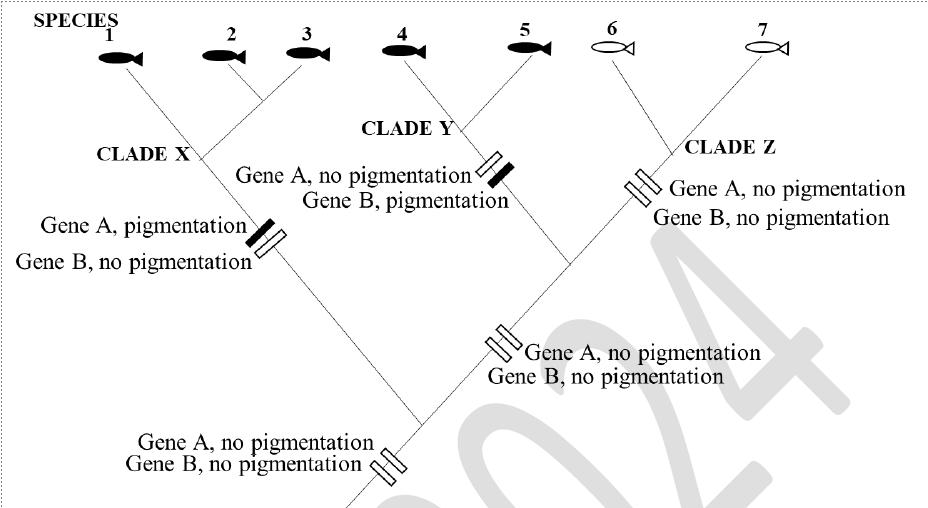 SPECIES
1 2 3 4 5 6 7
CLADE Y
CLADE X
CLADE Z
Gene A, no pigmentation
Gene B, pigmentation
Gene A, no pigmentation
Gene B, no pigmentation
Gene A, pigmentation
Gene B, no pigmentation
Gene A, no pigmentation
Gene B, no pigmentation
Gene A, no pigmentation
Gene B, no pigmentation
2024